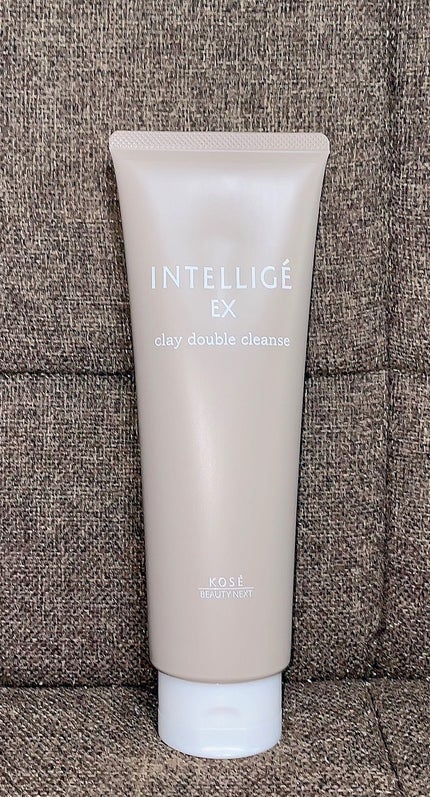 INTELLIGÉ
EX
clay double cleanse
KOSÉ
BEAUTY NEXT